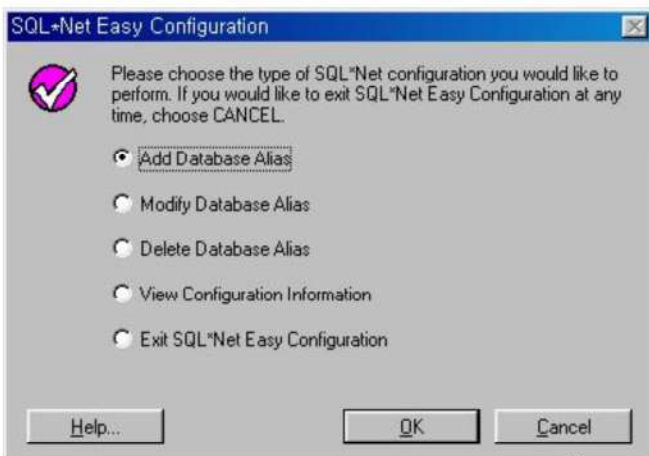 SQL*Net Easy Configuration
Please choose the type of SQL*Net configuration you would like to
perform. If you would like to exit SQL*Net Easy Configuration at any
time, choose CANCEL.
Add Database Alias
Modify Database Alias
Delete Database Alias
View Configuration Information
Exit SQL*Net Easy Configuration
Help...
OK
Cancel